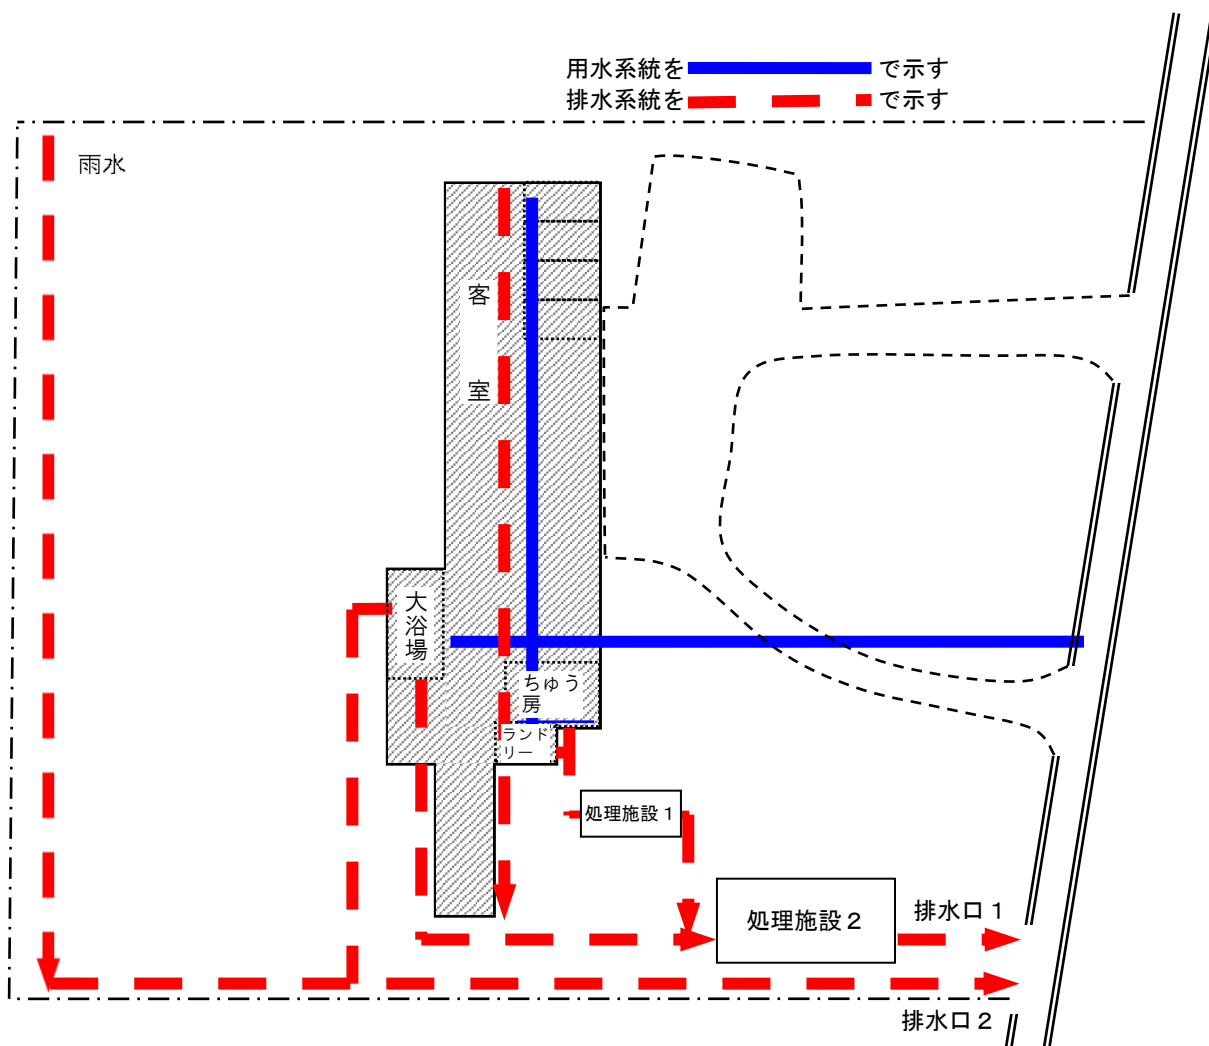 用水系統を で示す
排水系統を で示す
雨水
客
室
大
浴
場
ちゅう
房
ランド
リー
処理施設1
処理施設2
排水口1
排水口2